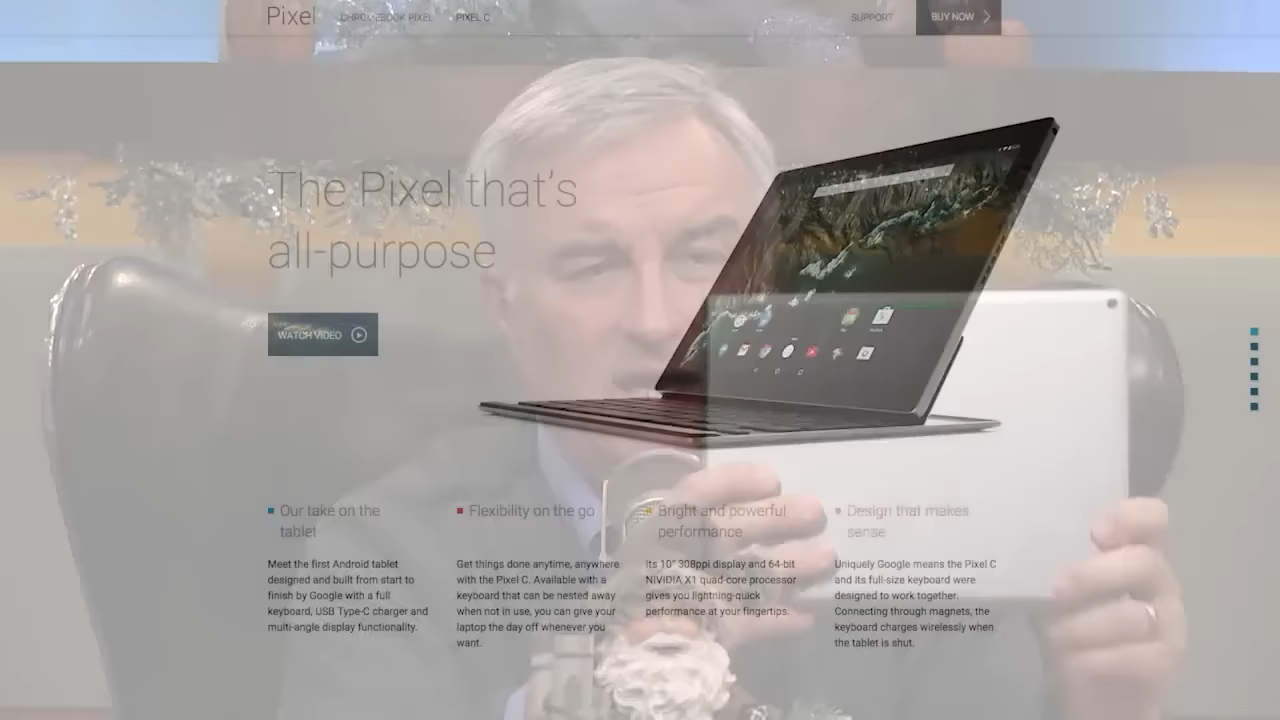 Pixel CHROMEBOOK PIXEL PIXEL C SUPPORT BUY NOW
The Pixel that's
all-purpose
WATCH VIDEO
Our take on the
tablet
Meet the first Android tablet
designed and built from start to
finish by Google with a full
keyboard, USB Type-C charger and
multi-angle display functionality.
Flexibility on the go
Get things done anytime, anywhere
with the Pixel C. Available with a
keyboard that can be nested away
when not in use, you can give your
laptop the day off whenever you
want.
Bright and powerful
performance
Its 10" 308ppi display and 64-bit
NVIDIA X1 quad-core processor
gives you lightning-quick
performance at your fingertips.
Design that makes
sense
Uniquely Google means the Pixel C
and its full-size keyboard were
designed to work together.
Connecting through magnets, the
keyboard charges wirelessly when
the tablet is shut.